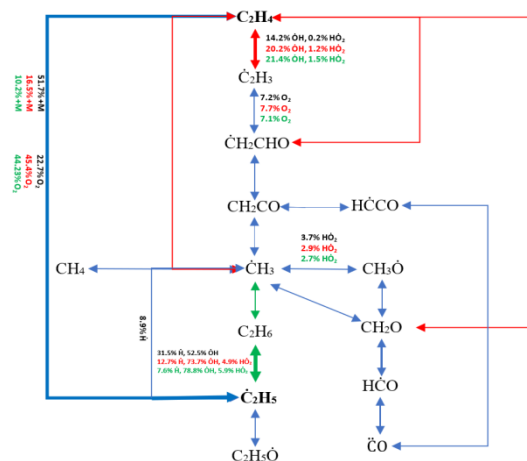 C₂H₄
14.2% ȮH, 0.2% HȮ₂
20.2% ȮH, 1.2% HȮ₂
21.4% ȮH, 1.5% HȮ₂
Ċ₂H₃
7.2% O₂
7.7% O₂
7.1% O₂
51.7%+M
16.5%+M
10.2%+M
22.7% O₂
45.4% O₂
44.23% O₂
ĊH₂CHO
CH₂CO
HĊCO
3.7% HȮ₂
2.9% HȮ₂
2.7% HȮ₂
CH₄
ĊH₃
CH₃Ȯ
8.9% Ḣ
C₂H₆
CH₂O
31.5% Ḣ, 52.5% ȮH
12.7% Ḣ, 73.7% ȮH, 4.9% HȮ₂
7.6% Ḣ, 78.8% ȮH, 5.9% HȮ₂
HĊO
Ċ₂H₅
C̈O
C₂H₅Ȯ